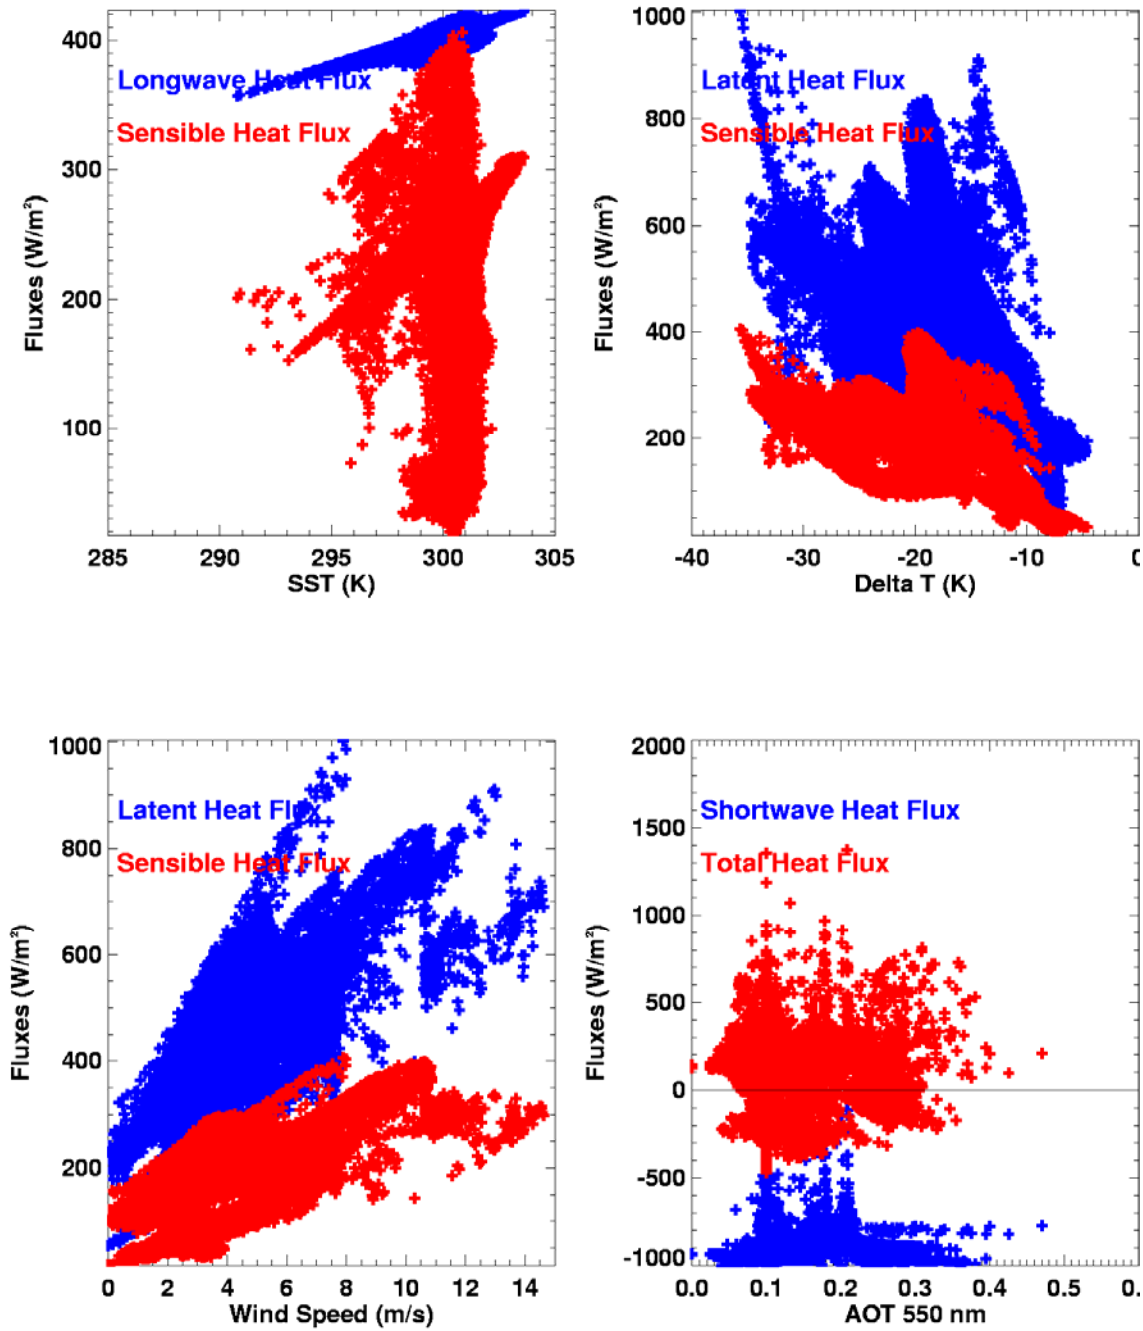 400
300
200
100
Longwave Heat Flux
Sensible Heat Flux
Fluxes (W/m²)
285 290 295 300 305
SST (K)
1000
800
600
400
200
Latent Heat Flux
Sensible Heat Flux
Fluxes (W/m²)
-40 -30 -20 -10 0
Delta T (K)
1000
800
600
400
200
Latent Heat Flux
Sensible Heat Flux
Fluxes (W/m²)
0 2 4 6 8 10 12 14
Wind Speed (m/s)
2000
1500
1000
500
0
-500
-1000
Shortwave Heat Flux
Total Heat Flux
Fluxes (W/m²)
0.0 0.1 0.2 0.3 0.4 0.5 0.
AOT 550 nm